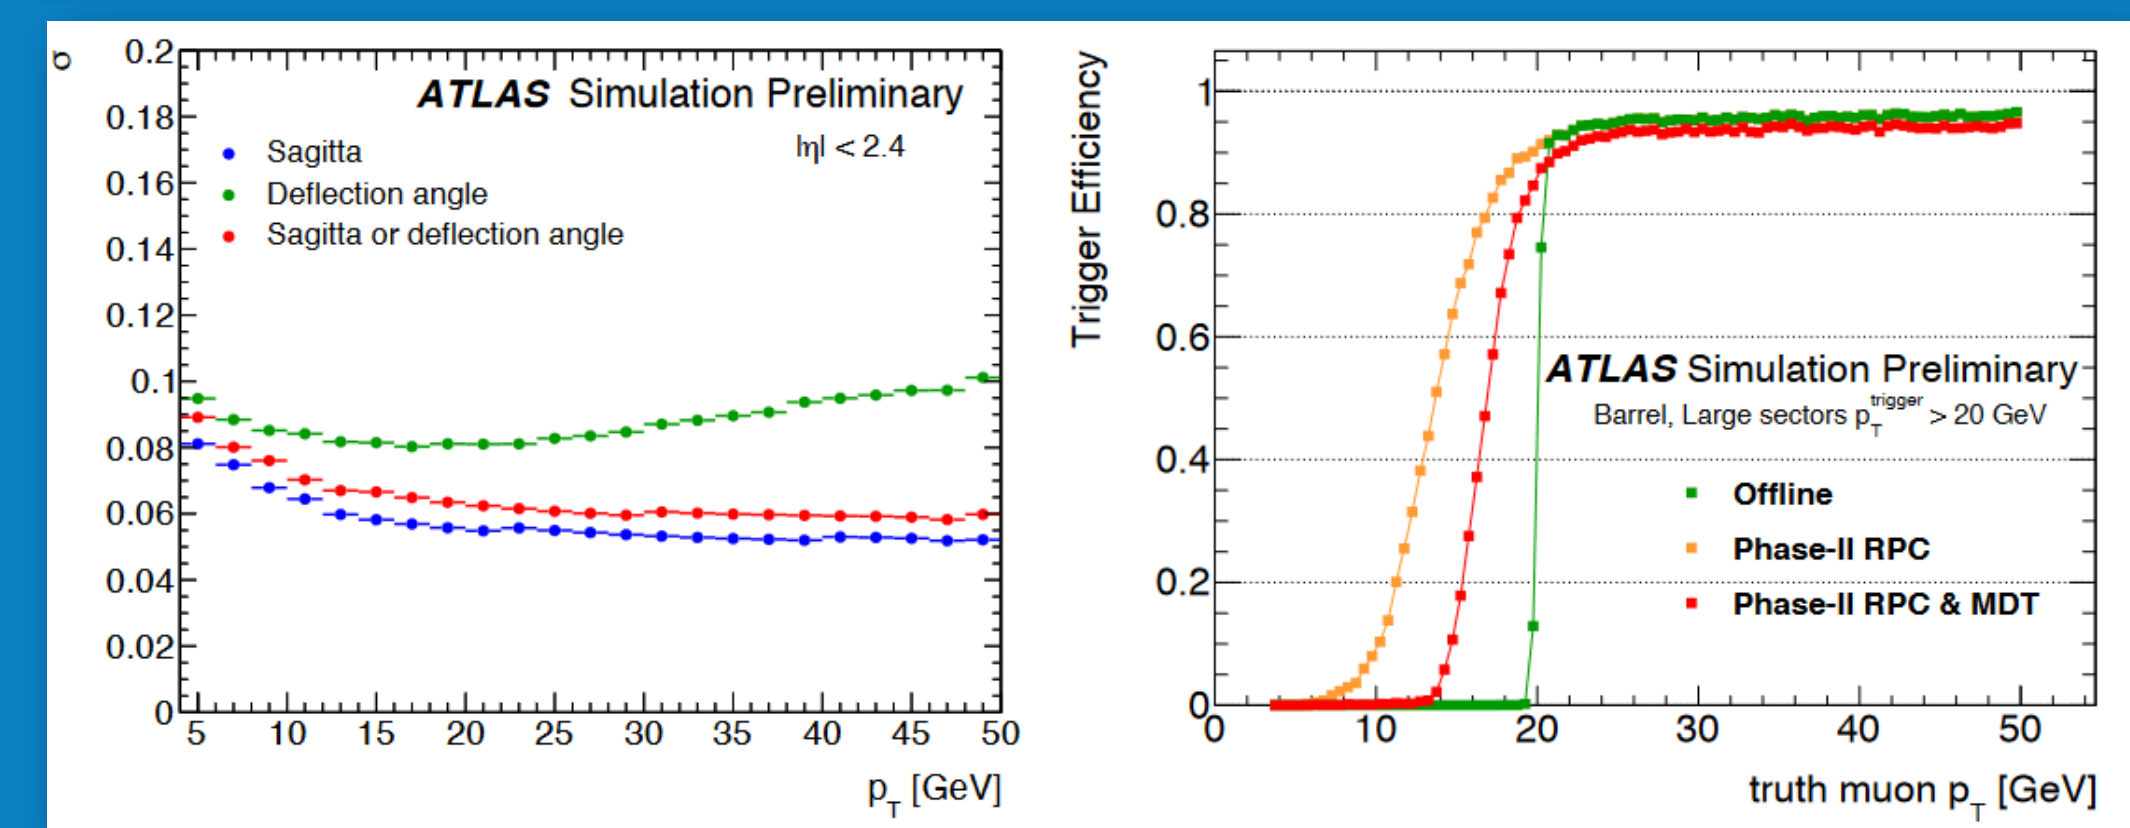 σ
0.2
0.18
0.16
0.14
0.12
0.1
0.08
0.06
0.04
0.02
0
ATLAS Simulation Preliminary
|η| < 2.4
Sagitta
Deflection angle
Sagitta or deflection angle
5 10 15 20 25 30 35 40 45 50
p_T [GeV]
Trigger Efficiency
1
0.8
0.6
0.4
0.2
0
ATLAS Simulation Preliminary
Barrel, Large sectors p_T^trigger > 20 GeV
Offline
Phase-II RPC
Phase-II RPC & MDT
0 10 20 30 40 50
truth muon p_T [GeV]